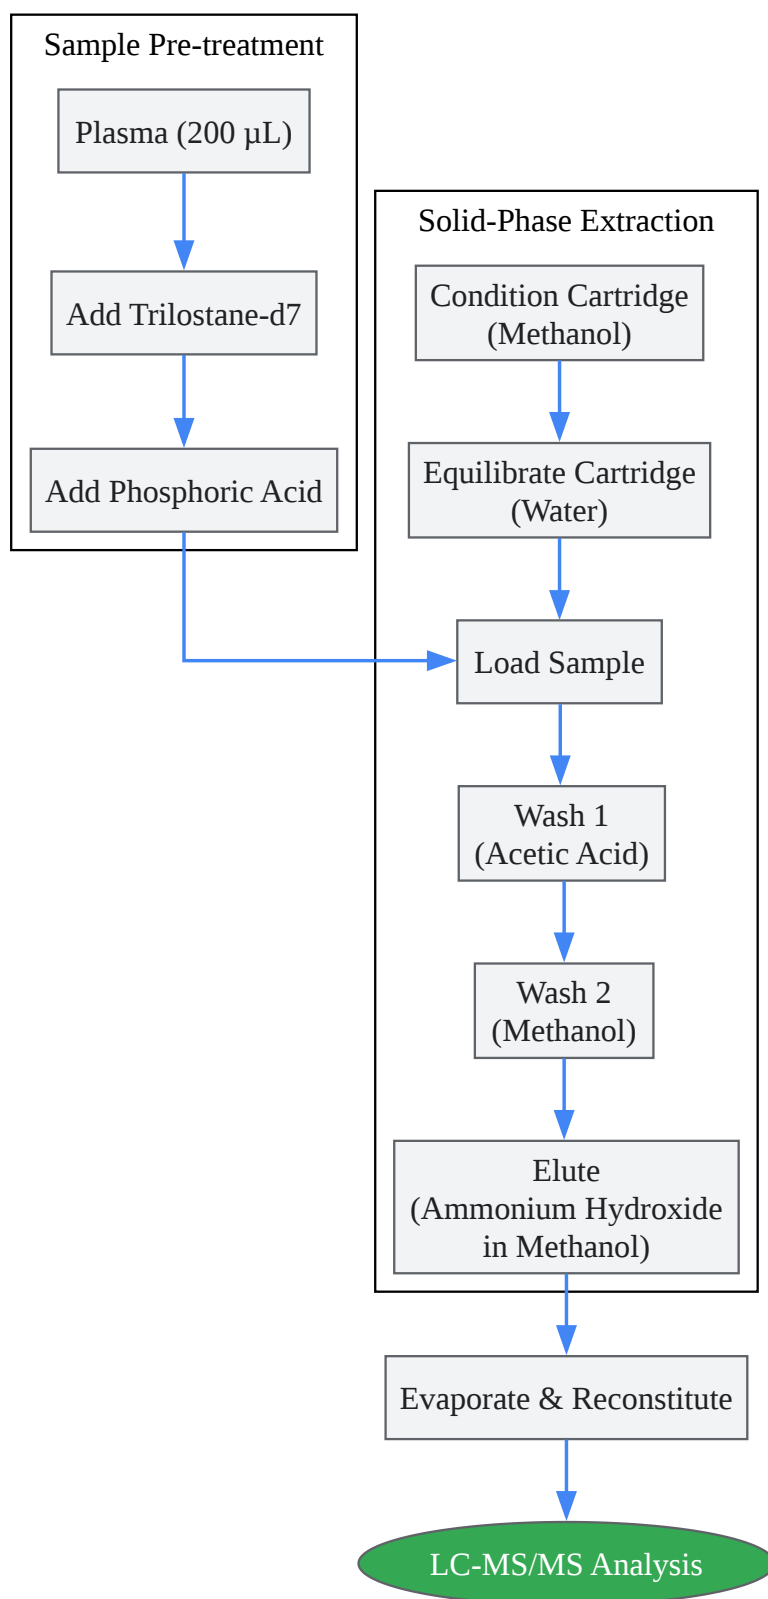 Sample Pre-treatment
Plasma (200 µL)
Add Trilostane-d7
Add Phosphoric Acid
Solid-Phase Extraction
Condition Cartridge
(Methanol)
Equilibrate Cartridge
(Water)
Load Sample
Wash 1
(Acetic Acid)
Wash 2
(Methanol)
Elute
(Ammonium Hydroxide
in Methanol)
Evaporate & Reconstitute
LC-MS/MS Analysis